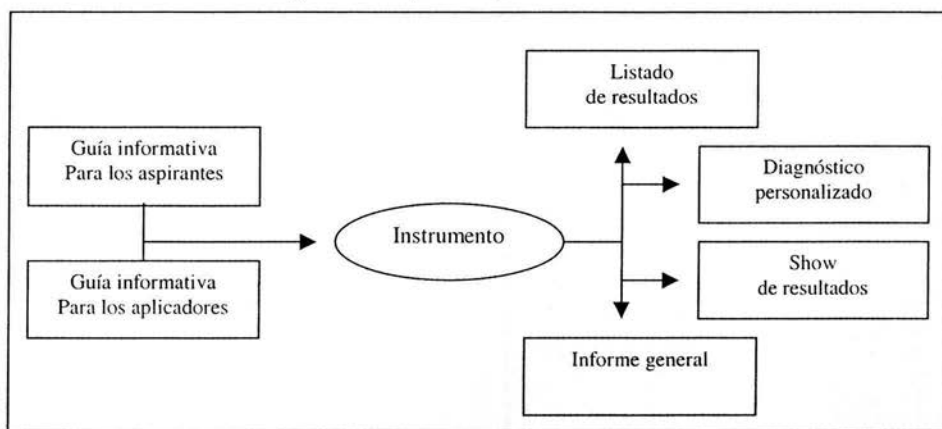 Guía informativa
Para los aspirantes
Guía informativa
Para los aplicadores
Instrumento
Listado
de resultados
Diagnóstico
personalizado
Show
de resultados
Informe general